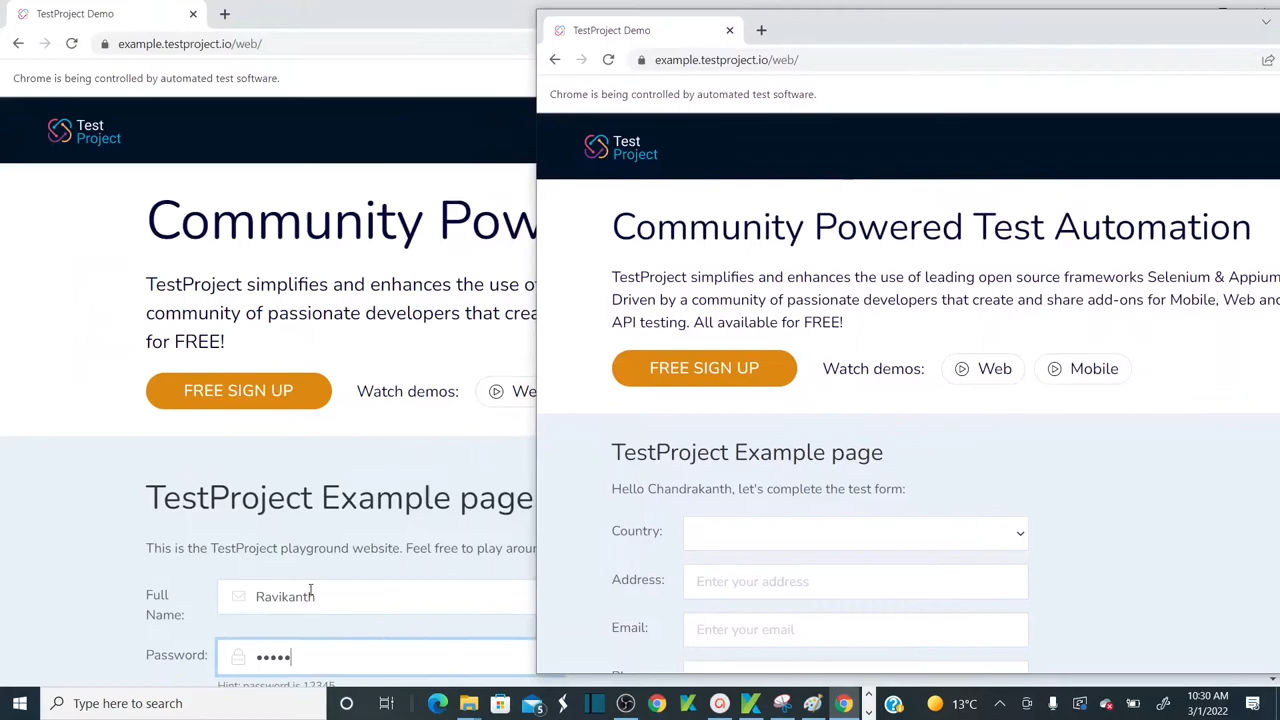 TestProject Demo
example.testproject.io/web/
Chrome is being controlled by automated test software.
Test
Project
Community Pow
TestProject simplifies and enhances the use o
community of passionate developers that crea
for FREE!
FREE SIGN UP
Watch demos:
We
TestProject Example page
This is the TestProject playground website. Feel free to play aroun
Full
Name:
Ravikanth
Password:
•••••
Hint: password is 12345
TestProject Demo
example.testproject.io/web/
Chrome is being controlled by automated test software.
Test
Project
Community Powered Test Automation
TestProject simplifies and enhances the use of leading open source frameworks Selenium & Appium
Driven by a community of passionate developers that create and share add-ons for Mobile, Web and
API testing. All available for FREE!
FREE SIGN UP
Watch demos:
Web
Mobile
TestProject Example page
Hello Chandrakanth, let's complete the test form:
Country:
Address:
Enter your address
Email:
Enter your email
Type here to search
5
13°C
10:30 AM
3/1/2022